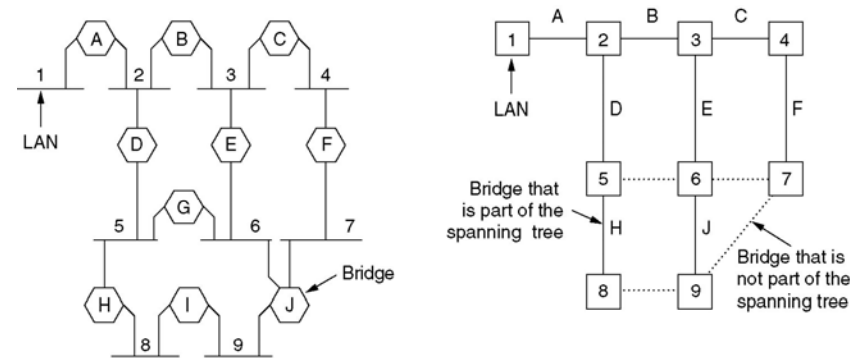 A
B
C
1
2
3
4
LAN
D
E
F
G
5
6
7
Bridge
H
I
J
8
9
A
B
C
1
2
3
4
LAN
D
E
F
5
6
7
Bridge that
is part of the
spanning tree
H
J
Bridge that is
not part of the
spanning tree
8
9